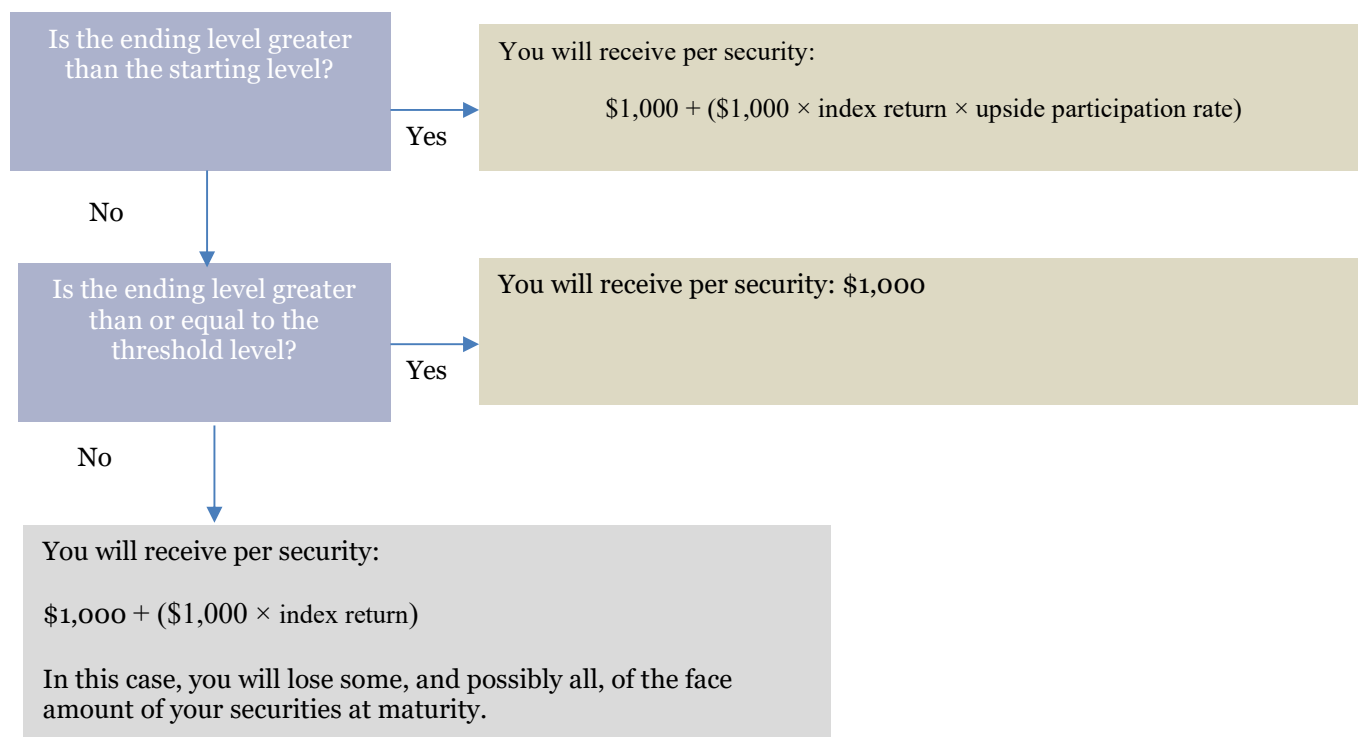 Is the ending level greater
than the starting level?
You will receive per security:
$1,000 + ($1,000 × index return × upside participation rate)
Yes
No
Is the ending level greater
than or equal to the
threshold level?
You will receive per security: $1,000
Yes
No
You will receive per security:
$1,000 + ($1,000 × index return)
In this case, you will lose some, and possibly all, of the face
amount of your securities at maturity.